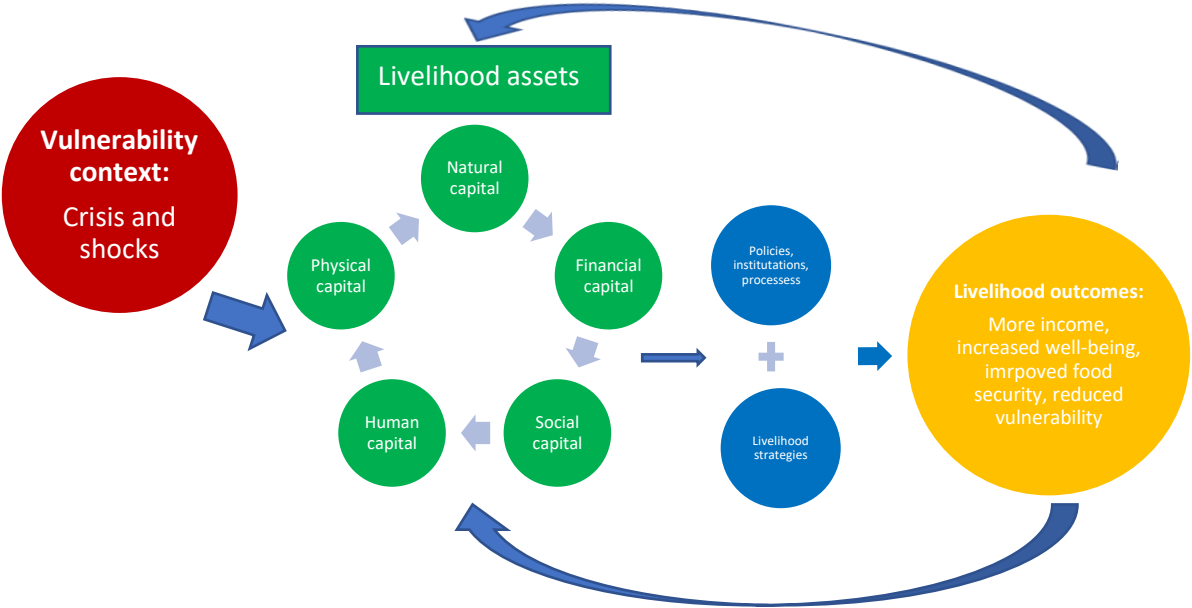 Livelihood assets
Vulnerability
context:
Crisis and
shocks
Natural
capital
Physical
capital
Financial
capital
Human
capital
Social
capital
Policies,
institutations,
processess
Livelihood
strategies
Livelihood outcomes:
More income,
increased well-being,
imrpoved food
security, reduced
vulnerability